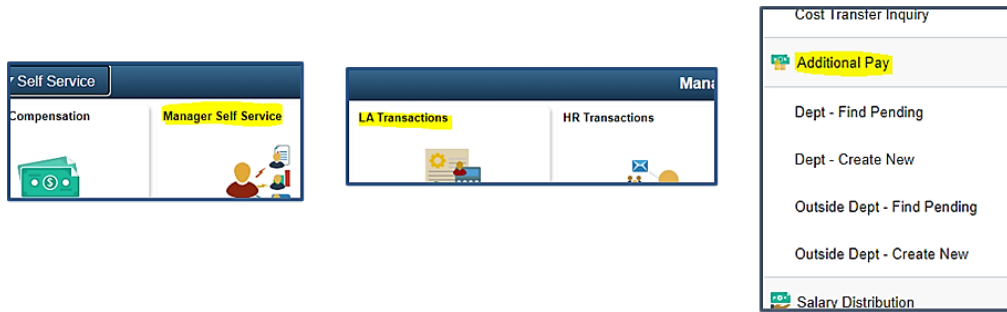 Self Service
Compensation
Manager Self Service
LA Transactions
HR Transactions
Cost Transfer Inquiry
Additional Pay
Dept - Find Pending
Dept - Create New
Outside Dept - Find Pending
Outside Dept - Create New
Salary Distribution